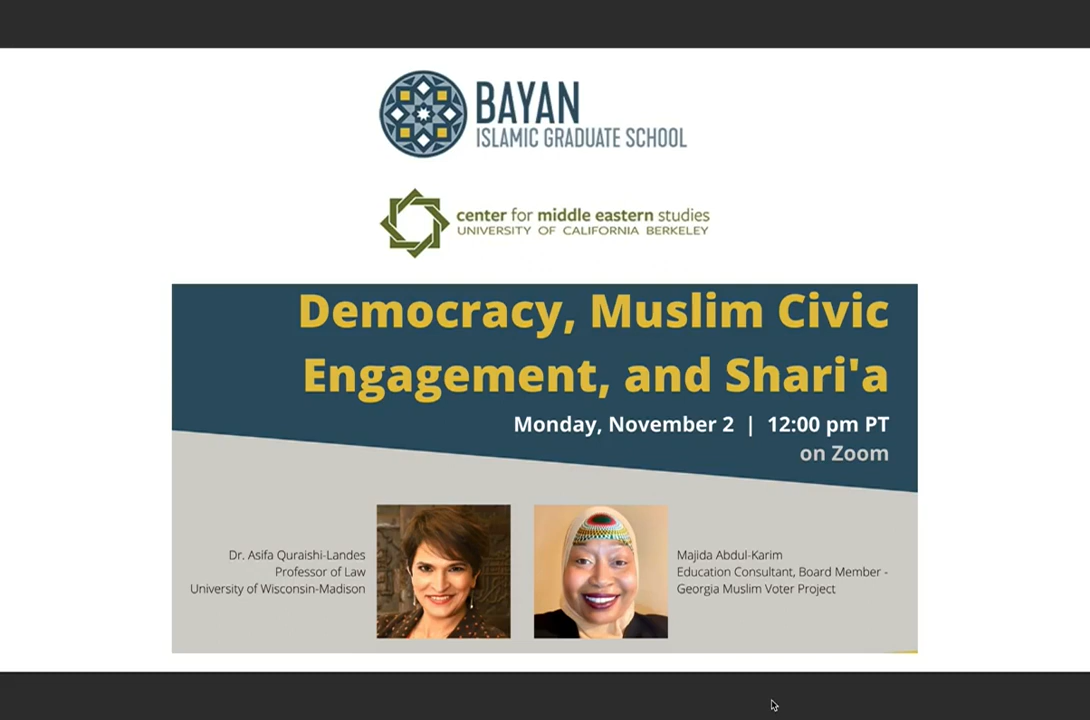 BAYAN
ISLAMIC GRADUATE SCHOOL
center for middle eastern studies
UNIVERSITY OF CALIFORNIA BERKELEY
Democracy, Muslim Civic
Engagement, and Shari'a
Monday, November 2 | 12:00 pm PT
on Zoom
Dr. Asifa Quraishi-Landes
Professor of Law
University of Wisconsin-Madison
Majida Abdul-Karim
Education Consultant, Board Member -
Georgia Muslim Voter Project